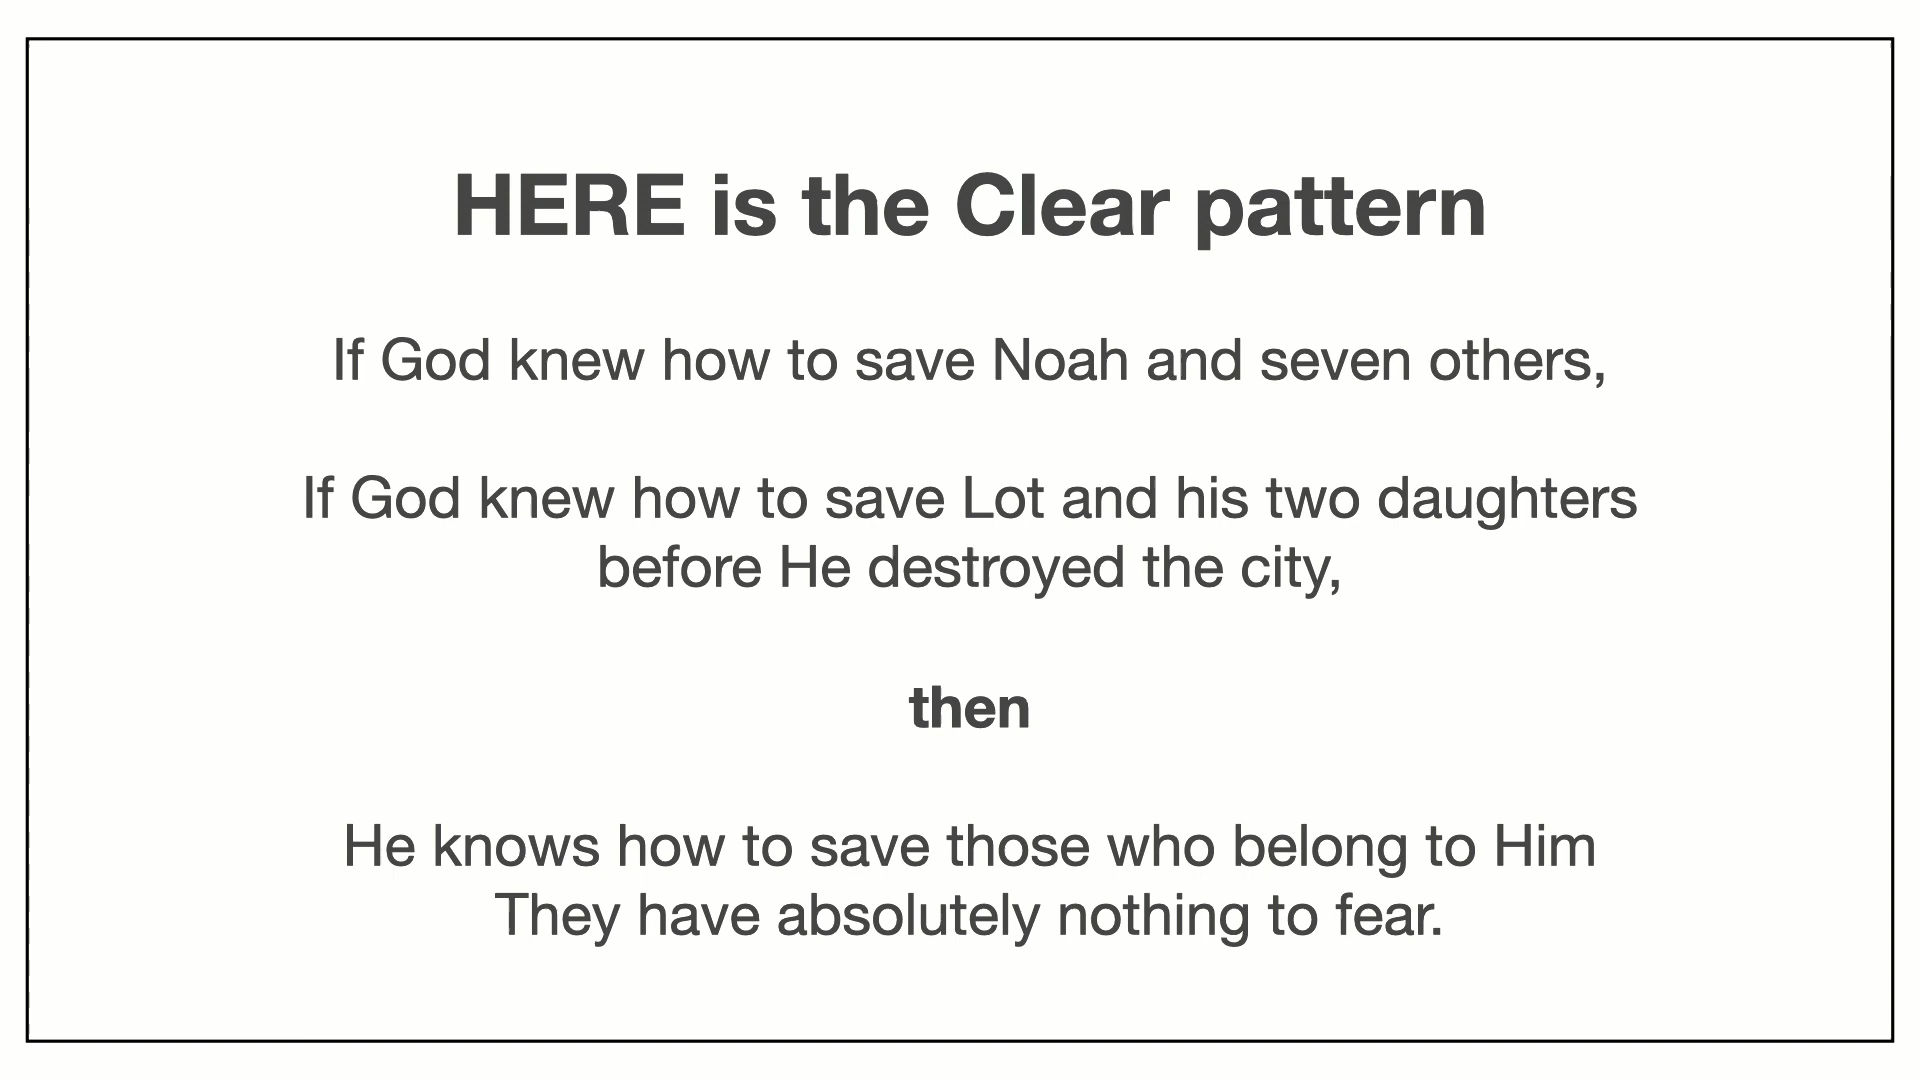 HERE is the Clear pattern
If God knew how to save Noah and seven others,
If God knew how to save Lot and his two daughters
before He destroyed the city,
then
He knows how to save those who belong to Him
They have absolutely nothing to fear.